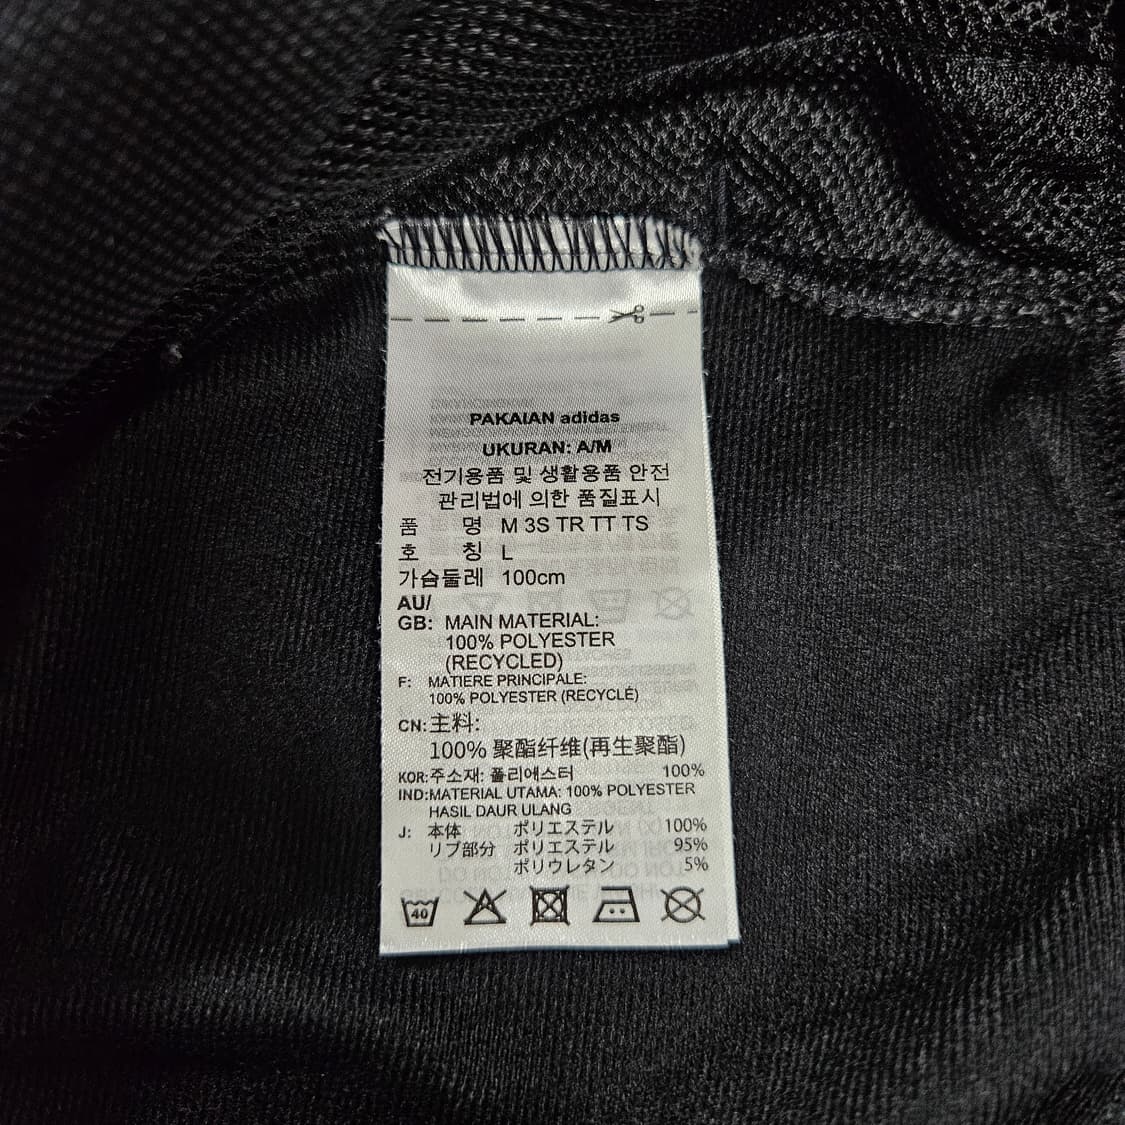 PAKAIAN adidas
UKURAN: A/M
전기용품 및 생활용품 안전
관리법에 의한 품질표시
품 명 M 3S TR TT TS
호 칭 L
가슴둘레 100cm
AU/
GB: MAIN MATERIAL:
100% POLYESTER
(RECYCLED)
F: MATIERE PRINCIPALE:
100% POLYESTER (RECYCLÉ)
CN: 主料:
100% 聚酯纤维(再生聚酯)
KOR: 주소재: 폴리에스터 100%
IND: MATERIAL UTAMA: 100% POLYESTER
HASIL DAUR ULANG
J: 本体 ポリエステル 100%
リブ部分 ポリエステル 95%
ポリウレタン 5%
40